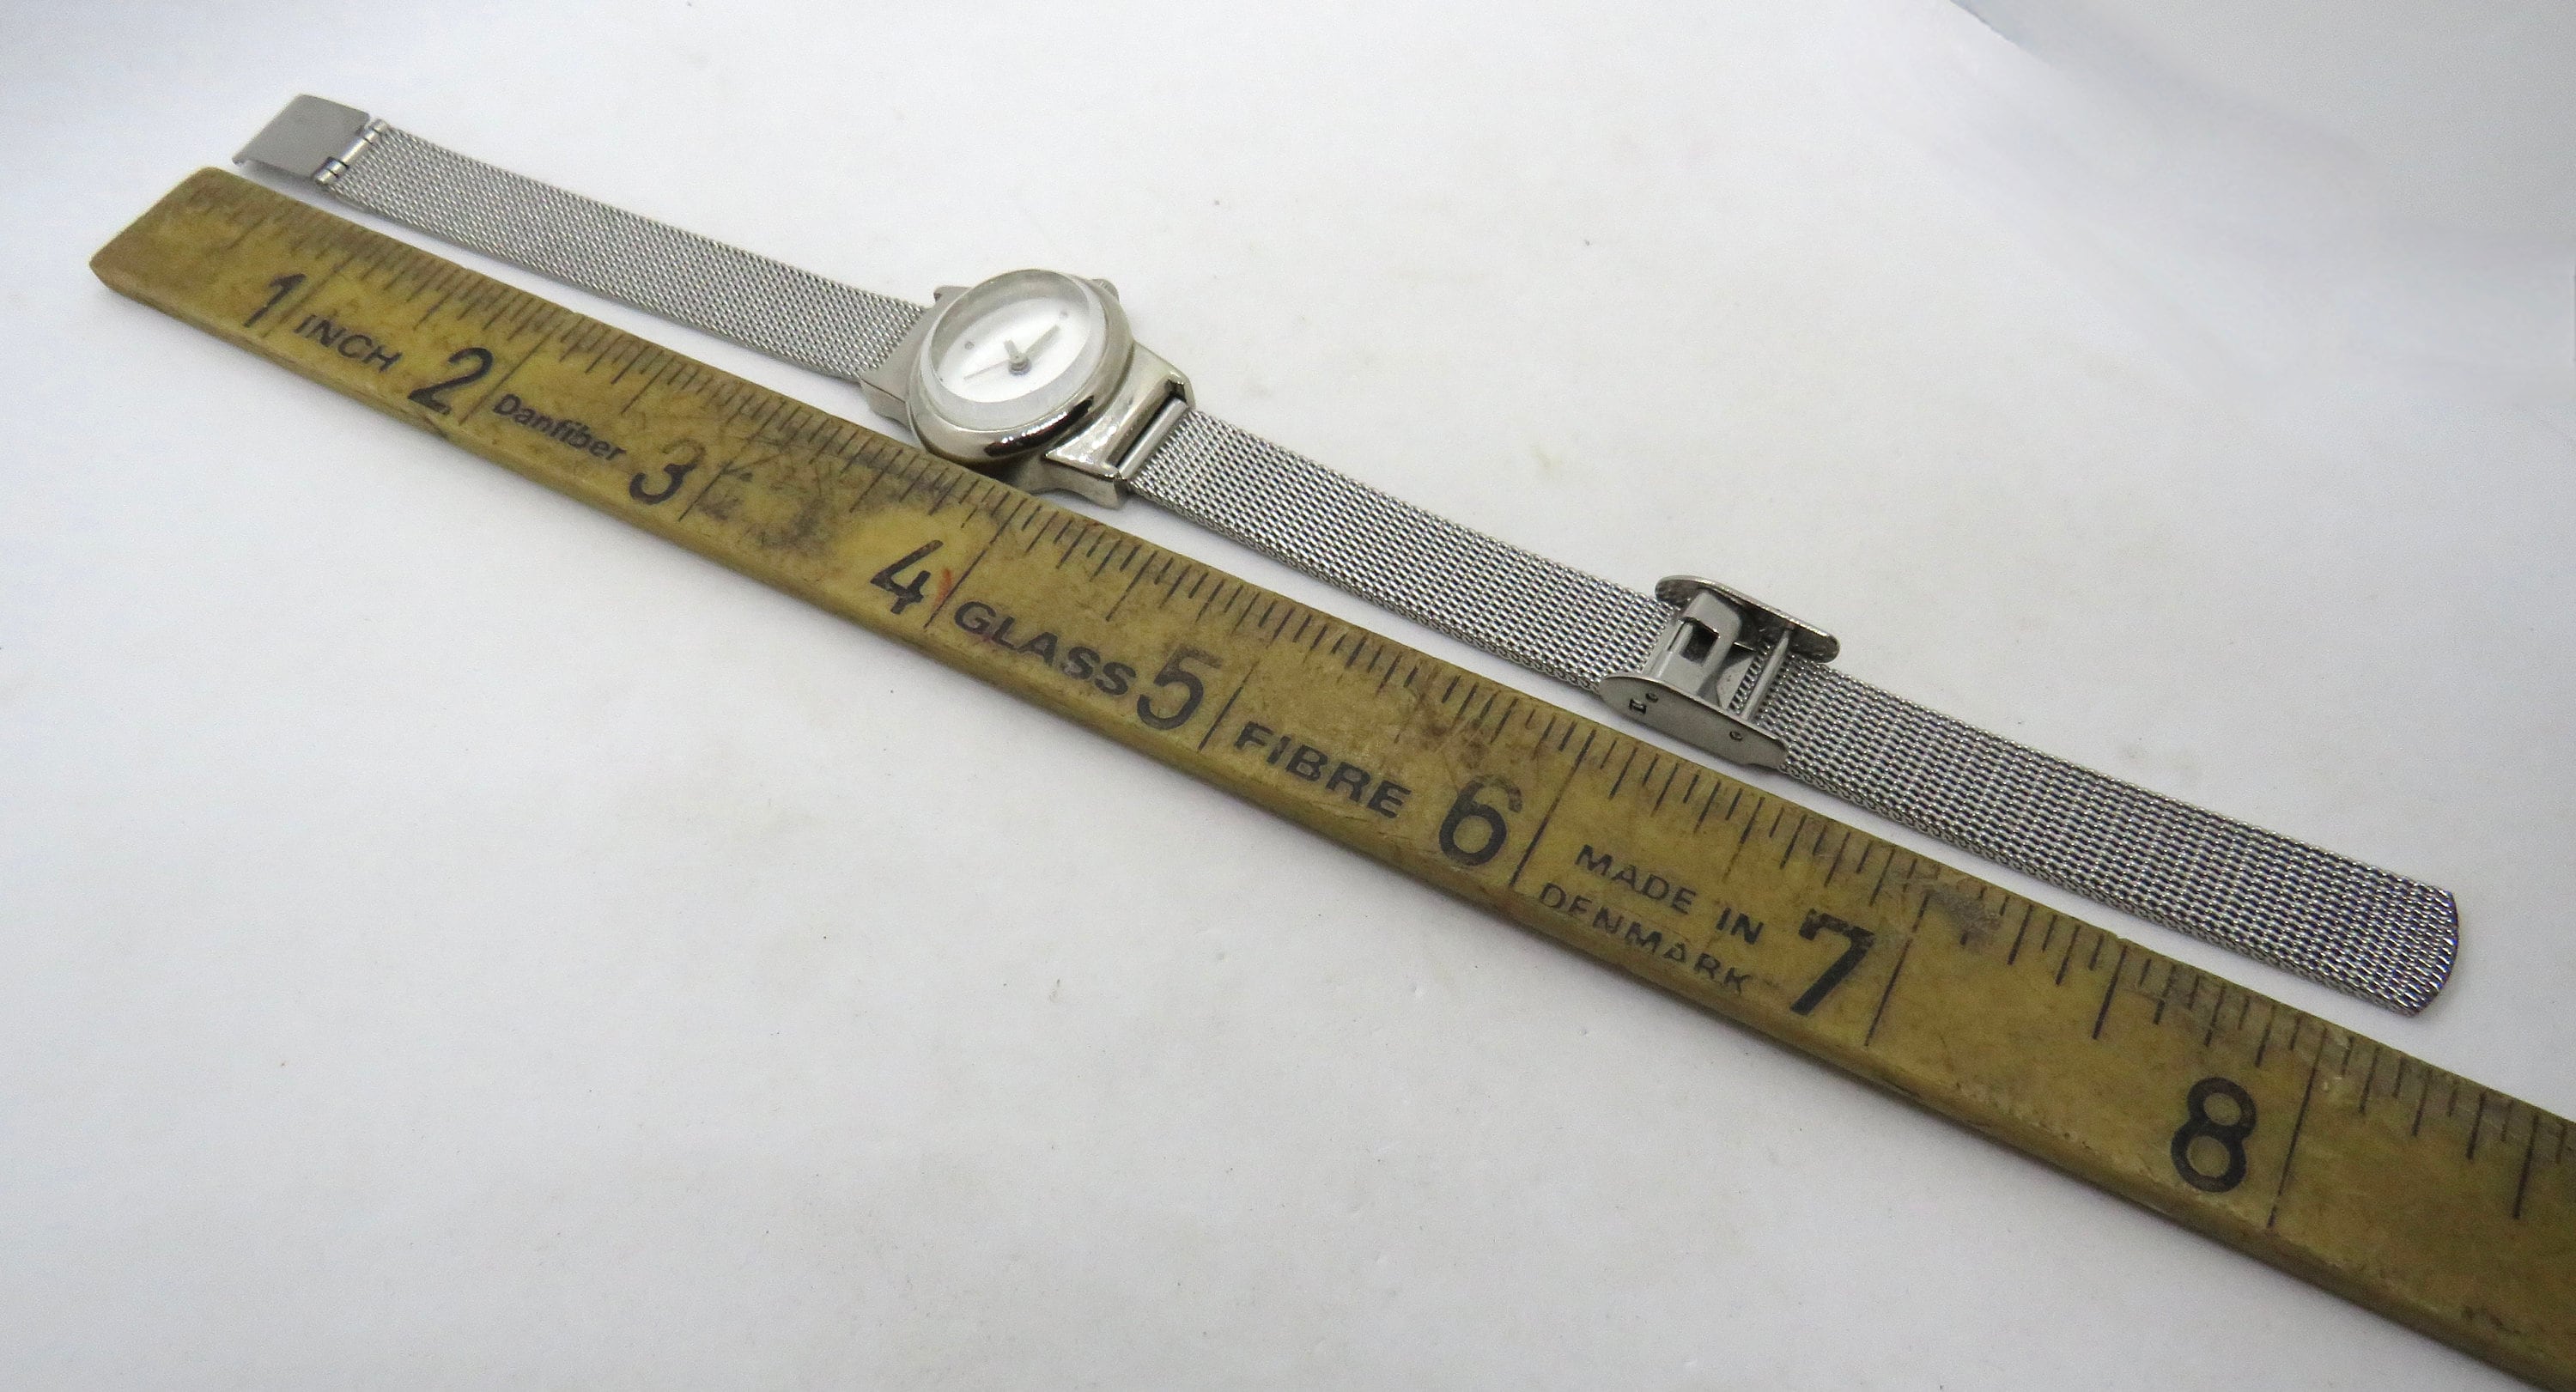 1 INCH 2 Danfiber 3 4 GLASS 5 FIBRE 6 MADE IN 7 8
DENMARK